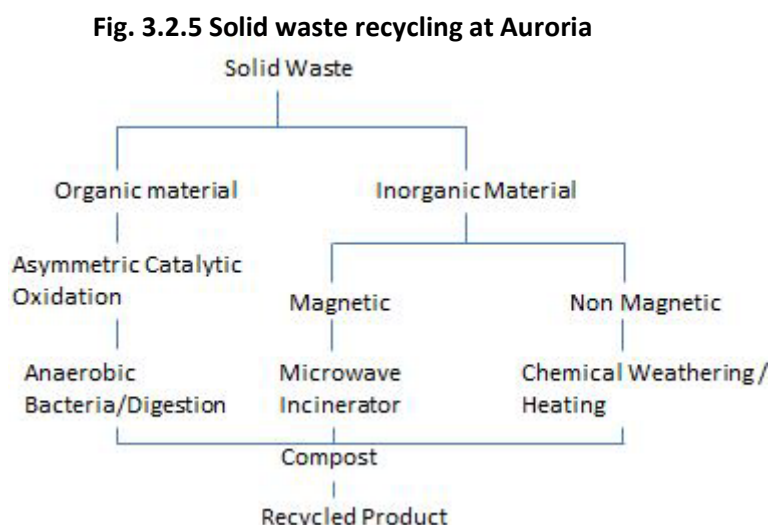 Fig. 3.2.5 Solid waste recycling at Auroria
Solid Waste
Organic material
Inorganic Material
Asymmetric Catalytic
Oxidation
Magnetic
Non Magnetic
Anaerobic
Bacteria/Digestion
Microwave
Incinerator
Chemical Weathering/
Heating
Compost
Recycled Product